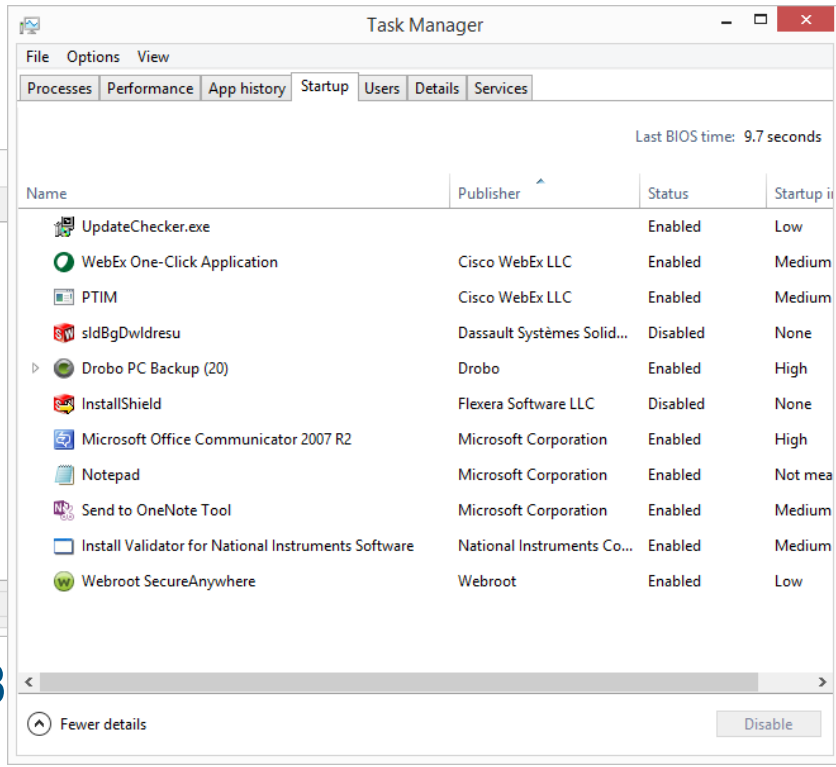 Task Manager
File Options View
Processes Performance App history Startup Users Details Services
Last BIOS time: 9.7 seconds
Name Publisher Status Startup i
UpdateChecker.exe Enabled Low
WebEx One-Click Application Cisco WebEx LLC Enabled Medium
PTIM Cisco WebEx LLC Enabled Medium
sldBgDwldresu Dassault Systèmes Solid... Disabled None
Drobo PC Backup (20) Drobo Enabled High
InstallShield Flexera Software LLC Disabled None
Microsoft Office Communicator 2007 R2 Microsoft Corporation Enabled High
Notepad Microsoft Corporation Enabled Not mea
Send to OneNote Tool Microsoft Corporation Enabled Medium
Install Validator for National Instruments Software National Instruments Co... Enabled Medium
Webroot SecureAnywhere Webroot Enabled Low
Fewer details Disable